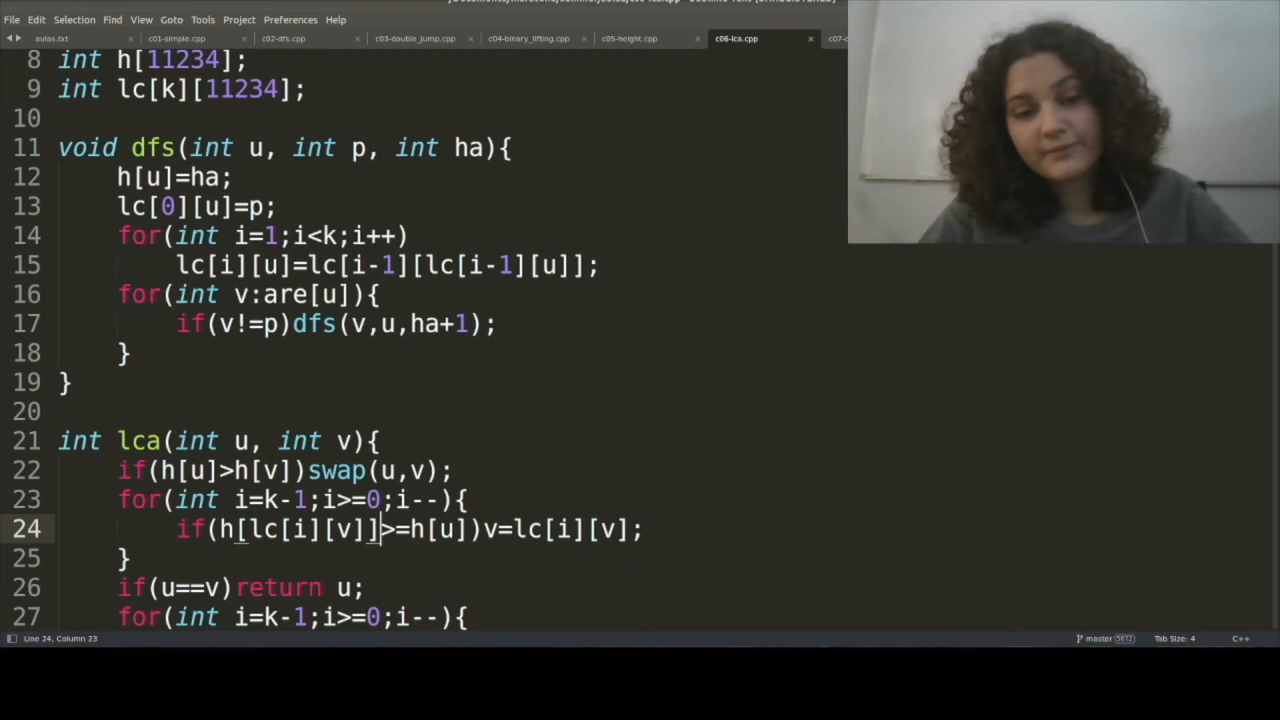 File Edit Selection Find View Goto Tools Project Preferences Help
aulas.txt × c01-simple.cpp × c02-dfs.cpp × c03-double_jump.cpp × c04-binary_lifting.cpp × c05-height.cpp × c06-lca.cpp ×
8 int h[11234];
9 int lc[k][11234];
10
11 void dfs(int u, int p, int ha){
12 h[u]=ha;
13 lc[0][u]=p;
14 for(int i=1;i<k;i++)
15 lc[i][u]=lc[i-1][lc[i-1][u]];
16 for(int v:are[u]){
17 if(v!=p)dfs(v,u,ha+1);
18 }
19 }
20
21 int lca(int u, int v){
22 if(h[u]>h[v])swap(u,v);
23 for(int i=k-1;i>=0;i--){
24 if(h[lc[i][v]]>=h[u])v=lc[i][v];
25 }
26 if(u==v)return u;
27 for(int i=k-1;i>=0;i--){
Line 24, Column 23 master 5672 Tab Size: 4 C++